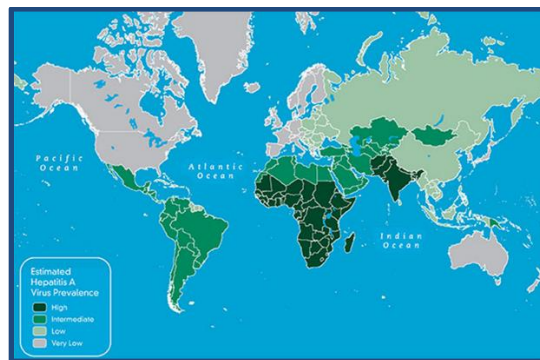 Pacific
Ocean
Atlantic
Ocean
Indian
Ocean
Estimated
Hepatitis A
Virus Prevalence
High
Intermediate
Low
Very Low